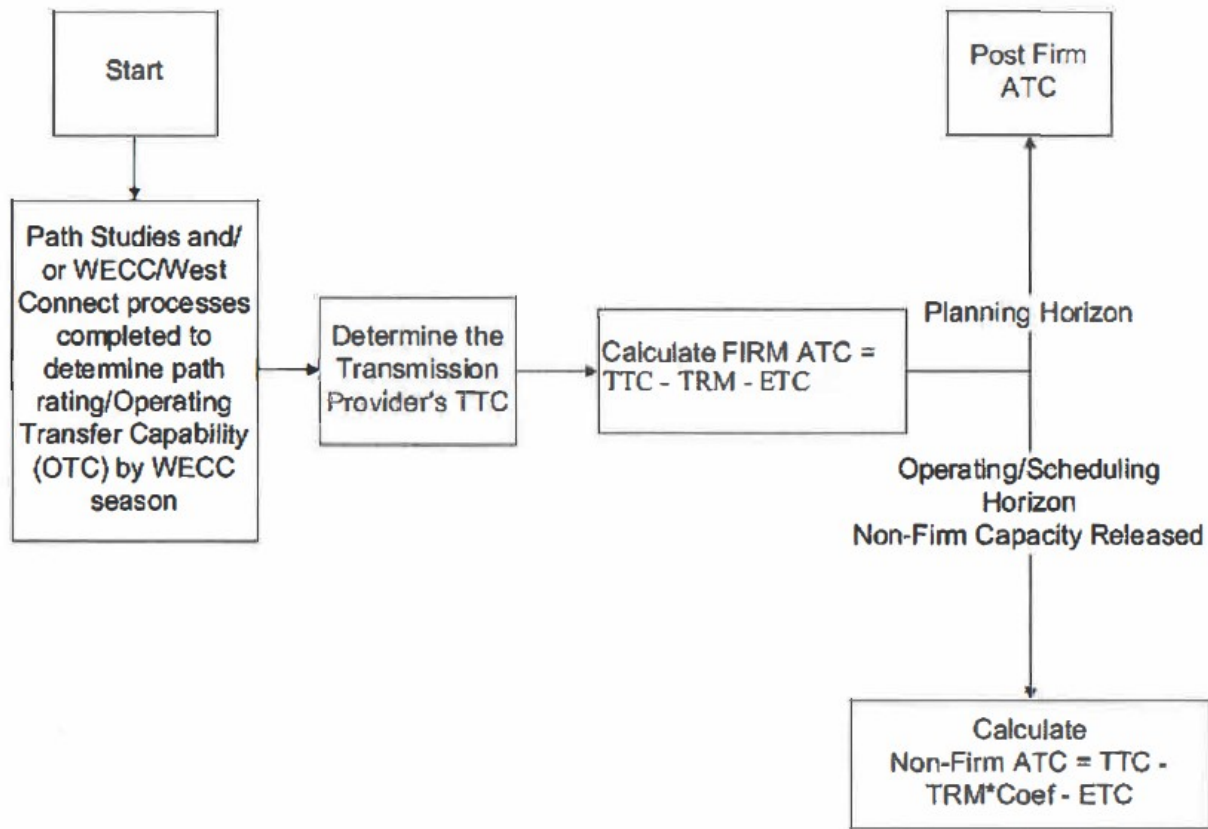 Start
Path Studies and/
or WECC/West
Connect processes
completed to
determine path
rating/Operating
Transfer Capability
(OTC) by WECC
season
Determine the
Transmission
Provider's TTC
Calculate FIRM ATC =
TTC - TRM - ETC
Post Firm
ATC
Planning Horizon
Operating/Scheduling
Horizon
Non-Firm Capacity Released
Calculate
Non-Firm ATC = TTC -
TRM*Coef - ETC